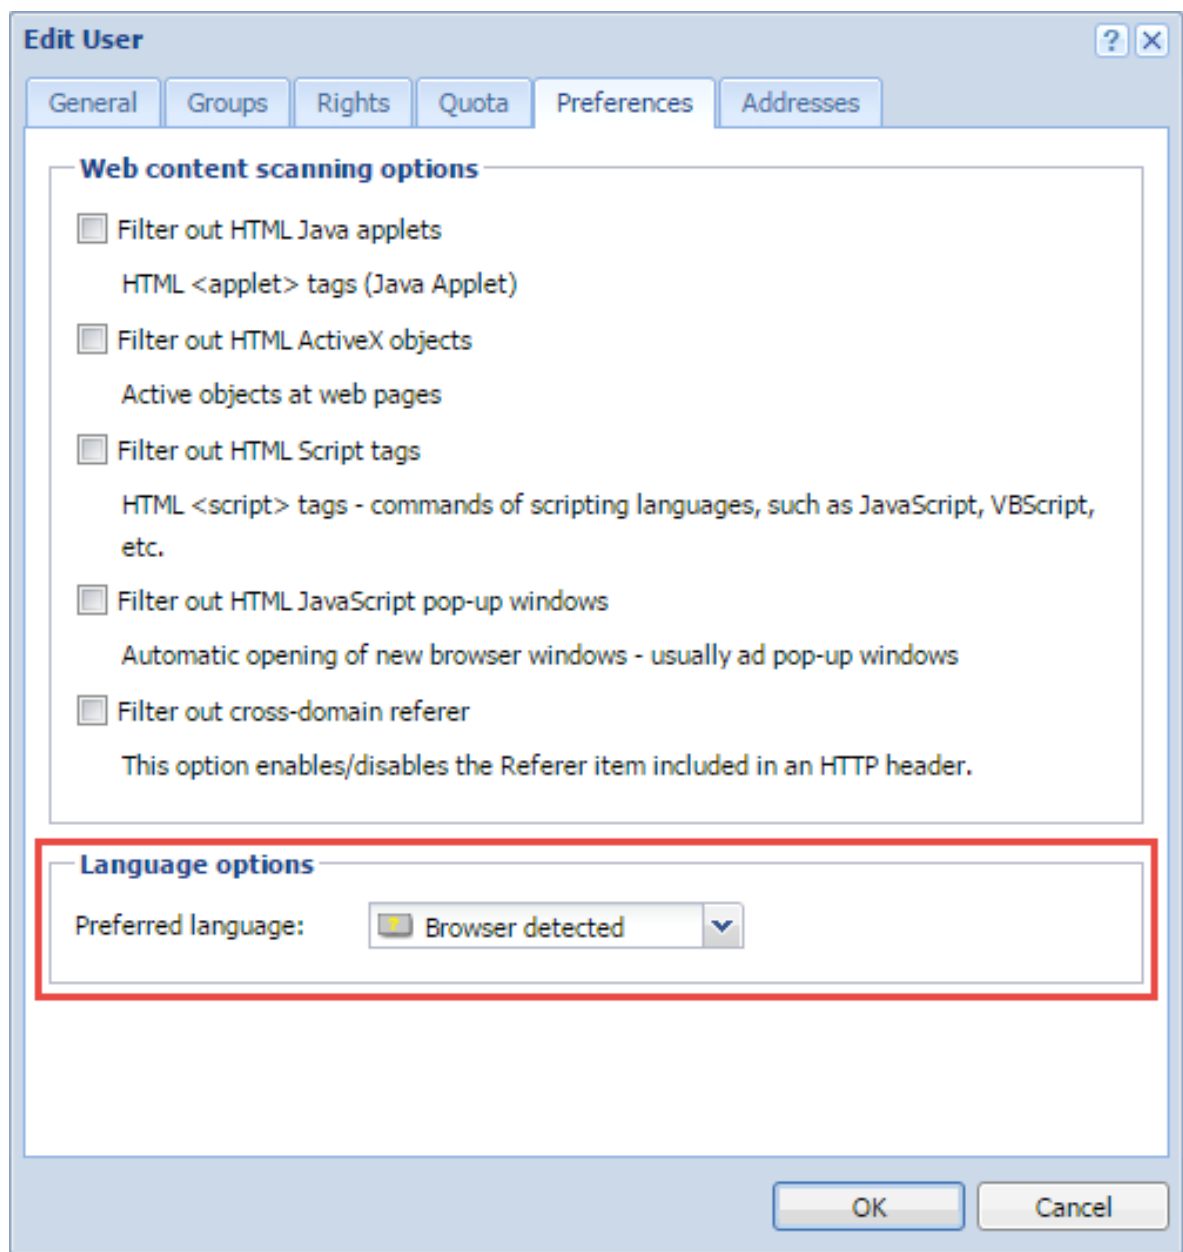 Edit User
?
General Groups Rights Quota Preferences Addresses
Web content scanning options
Filter out HTML Java applets
HTML <applet> tags (Java Applet)
Filter out HTML ActiveX objects
Active objects at web pages
Filter out HTML Script tags
HTML <script> tags - commands of scripting languages, such as JavaScript, VBScript,
etc.
Filter out HTML JavaScript pop-up windows
Automatic opening of new browser windows - usually ad pop-up windows
Filter out cross-domain referer
This option enables/disables the Referer item included in an HTTP header.
Language options
Preferred language: ? Browser detected
OK Cancel